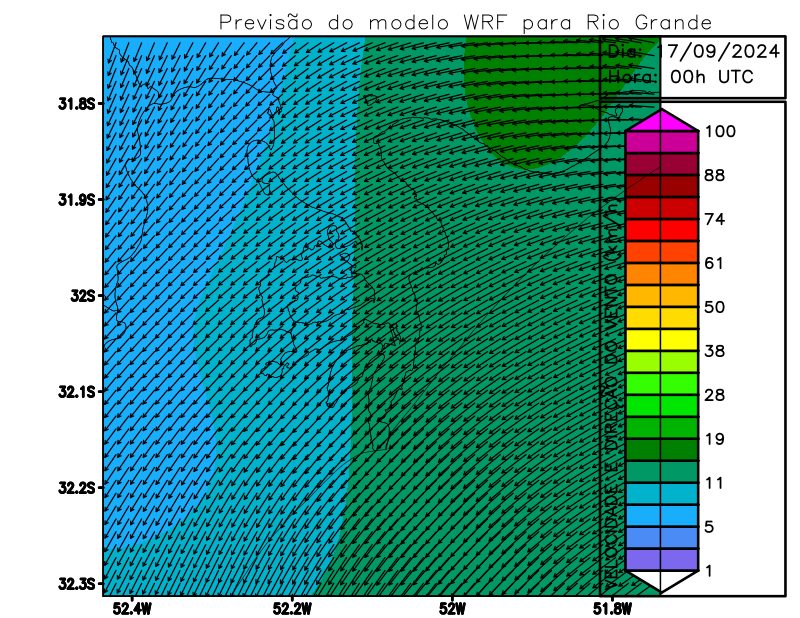 Previsão do modelo WRF para Rio Grande
Dia: 17/09/2024
Hora: 00h UTC
31.8S
31.9S
32S
32.1S
32.2S
32.3S
52.4W
52.2W
52W
51.8W
VELOCIDADE E DIREÇÃO DO VENTO (km/h)
100
88
74
61
50
38
28
19
11
5
1